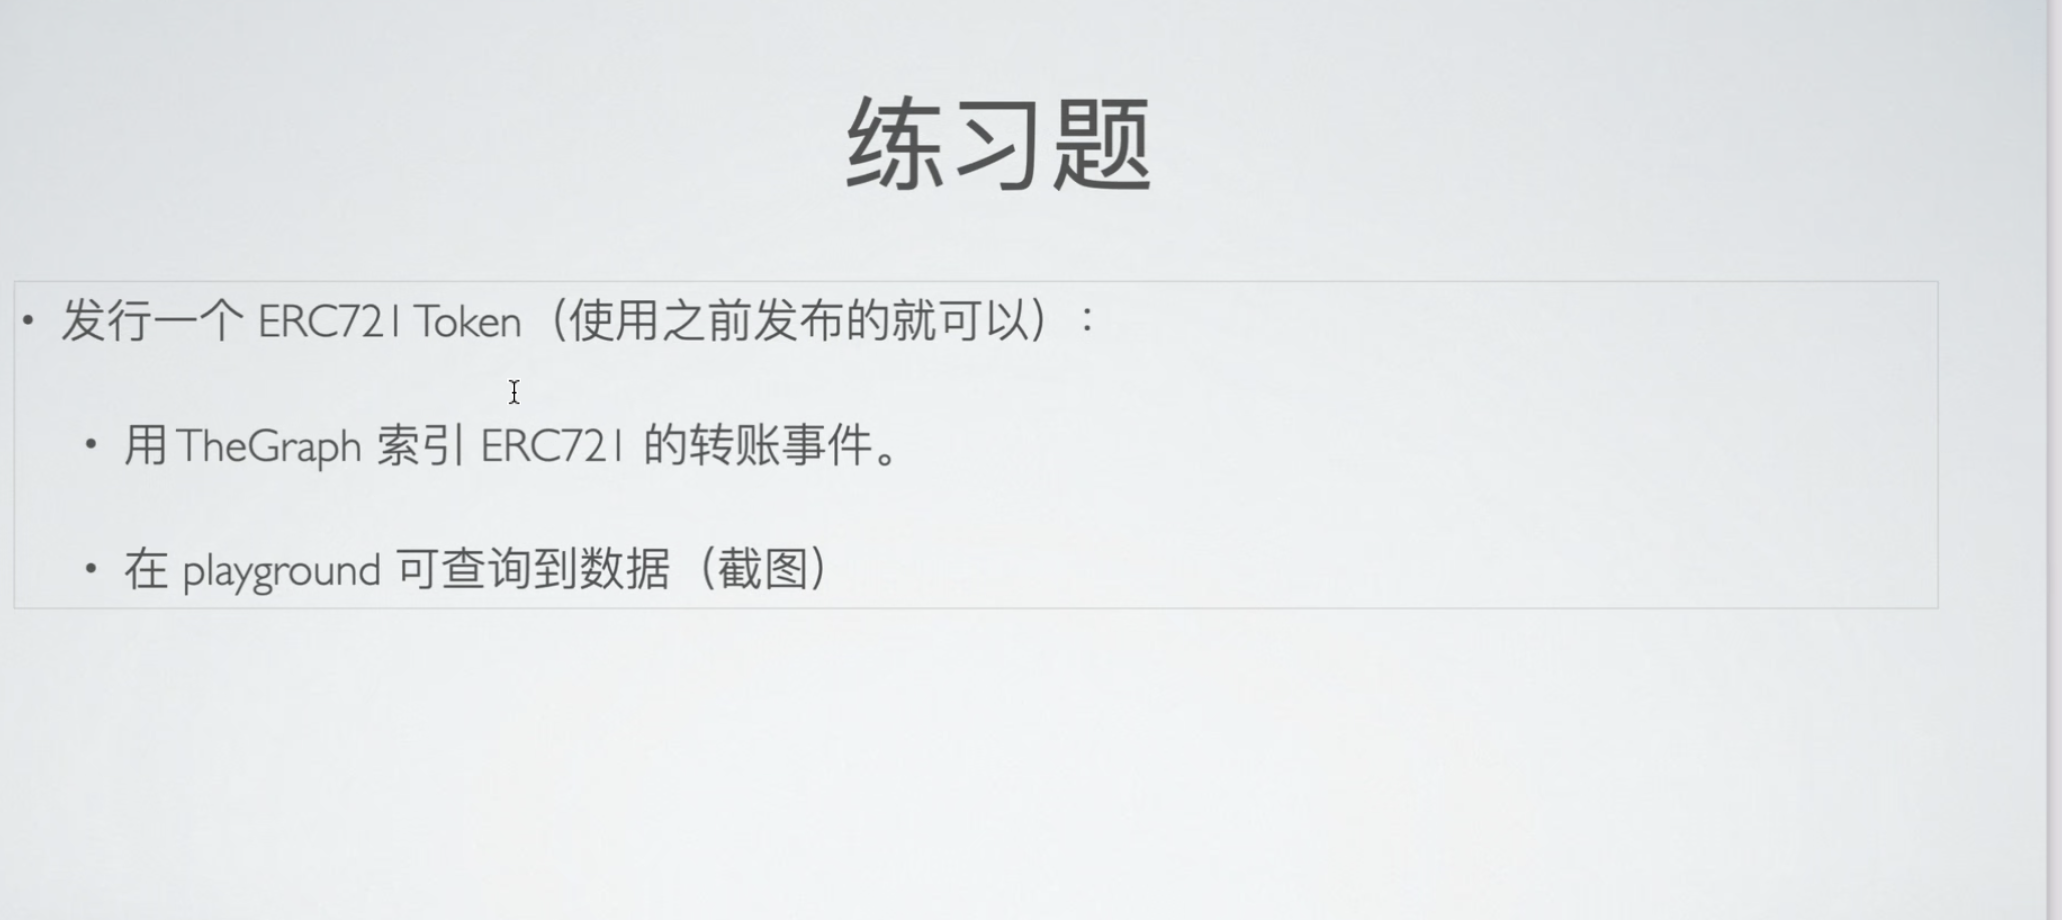 练习题
• 发行一个 ERC721 Token（使用之前发布的就可以）：
• 用 TheGraph 索引 ERC721 的转账事件。
• 在 playground 可查询到数据（截图）